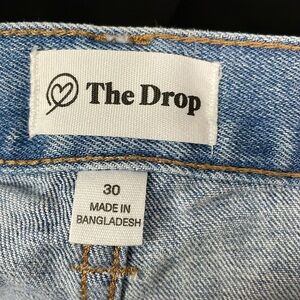 The Drop
30
MADE IN
BANGLADESH